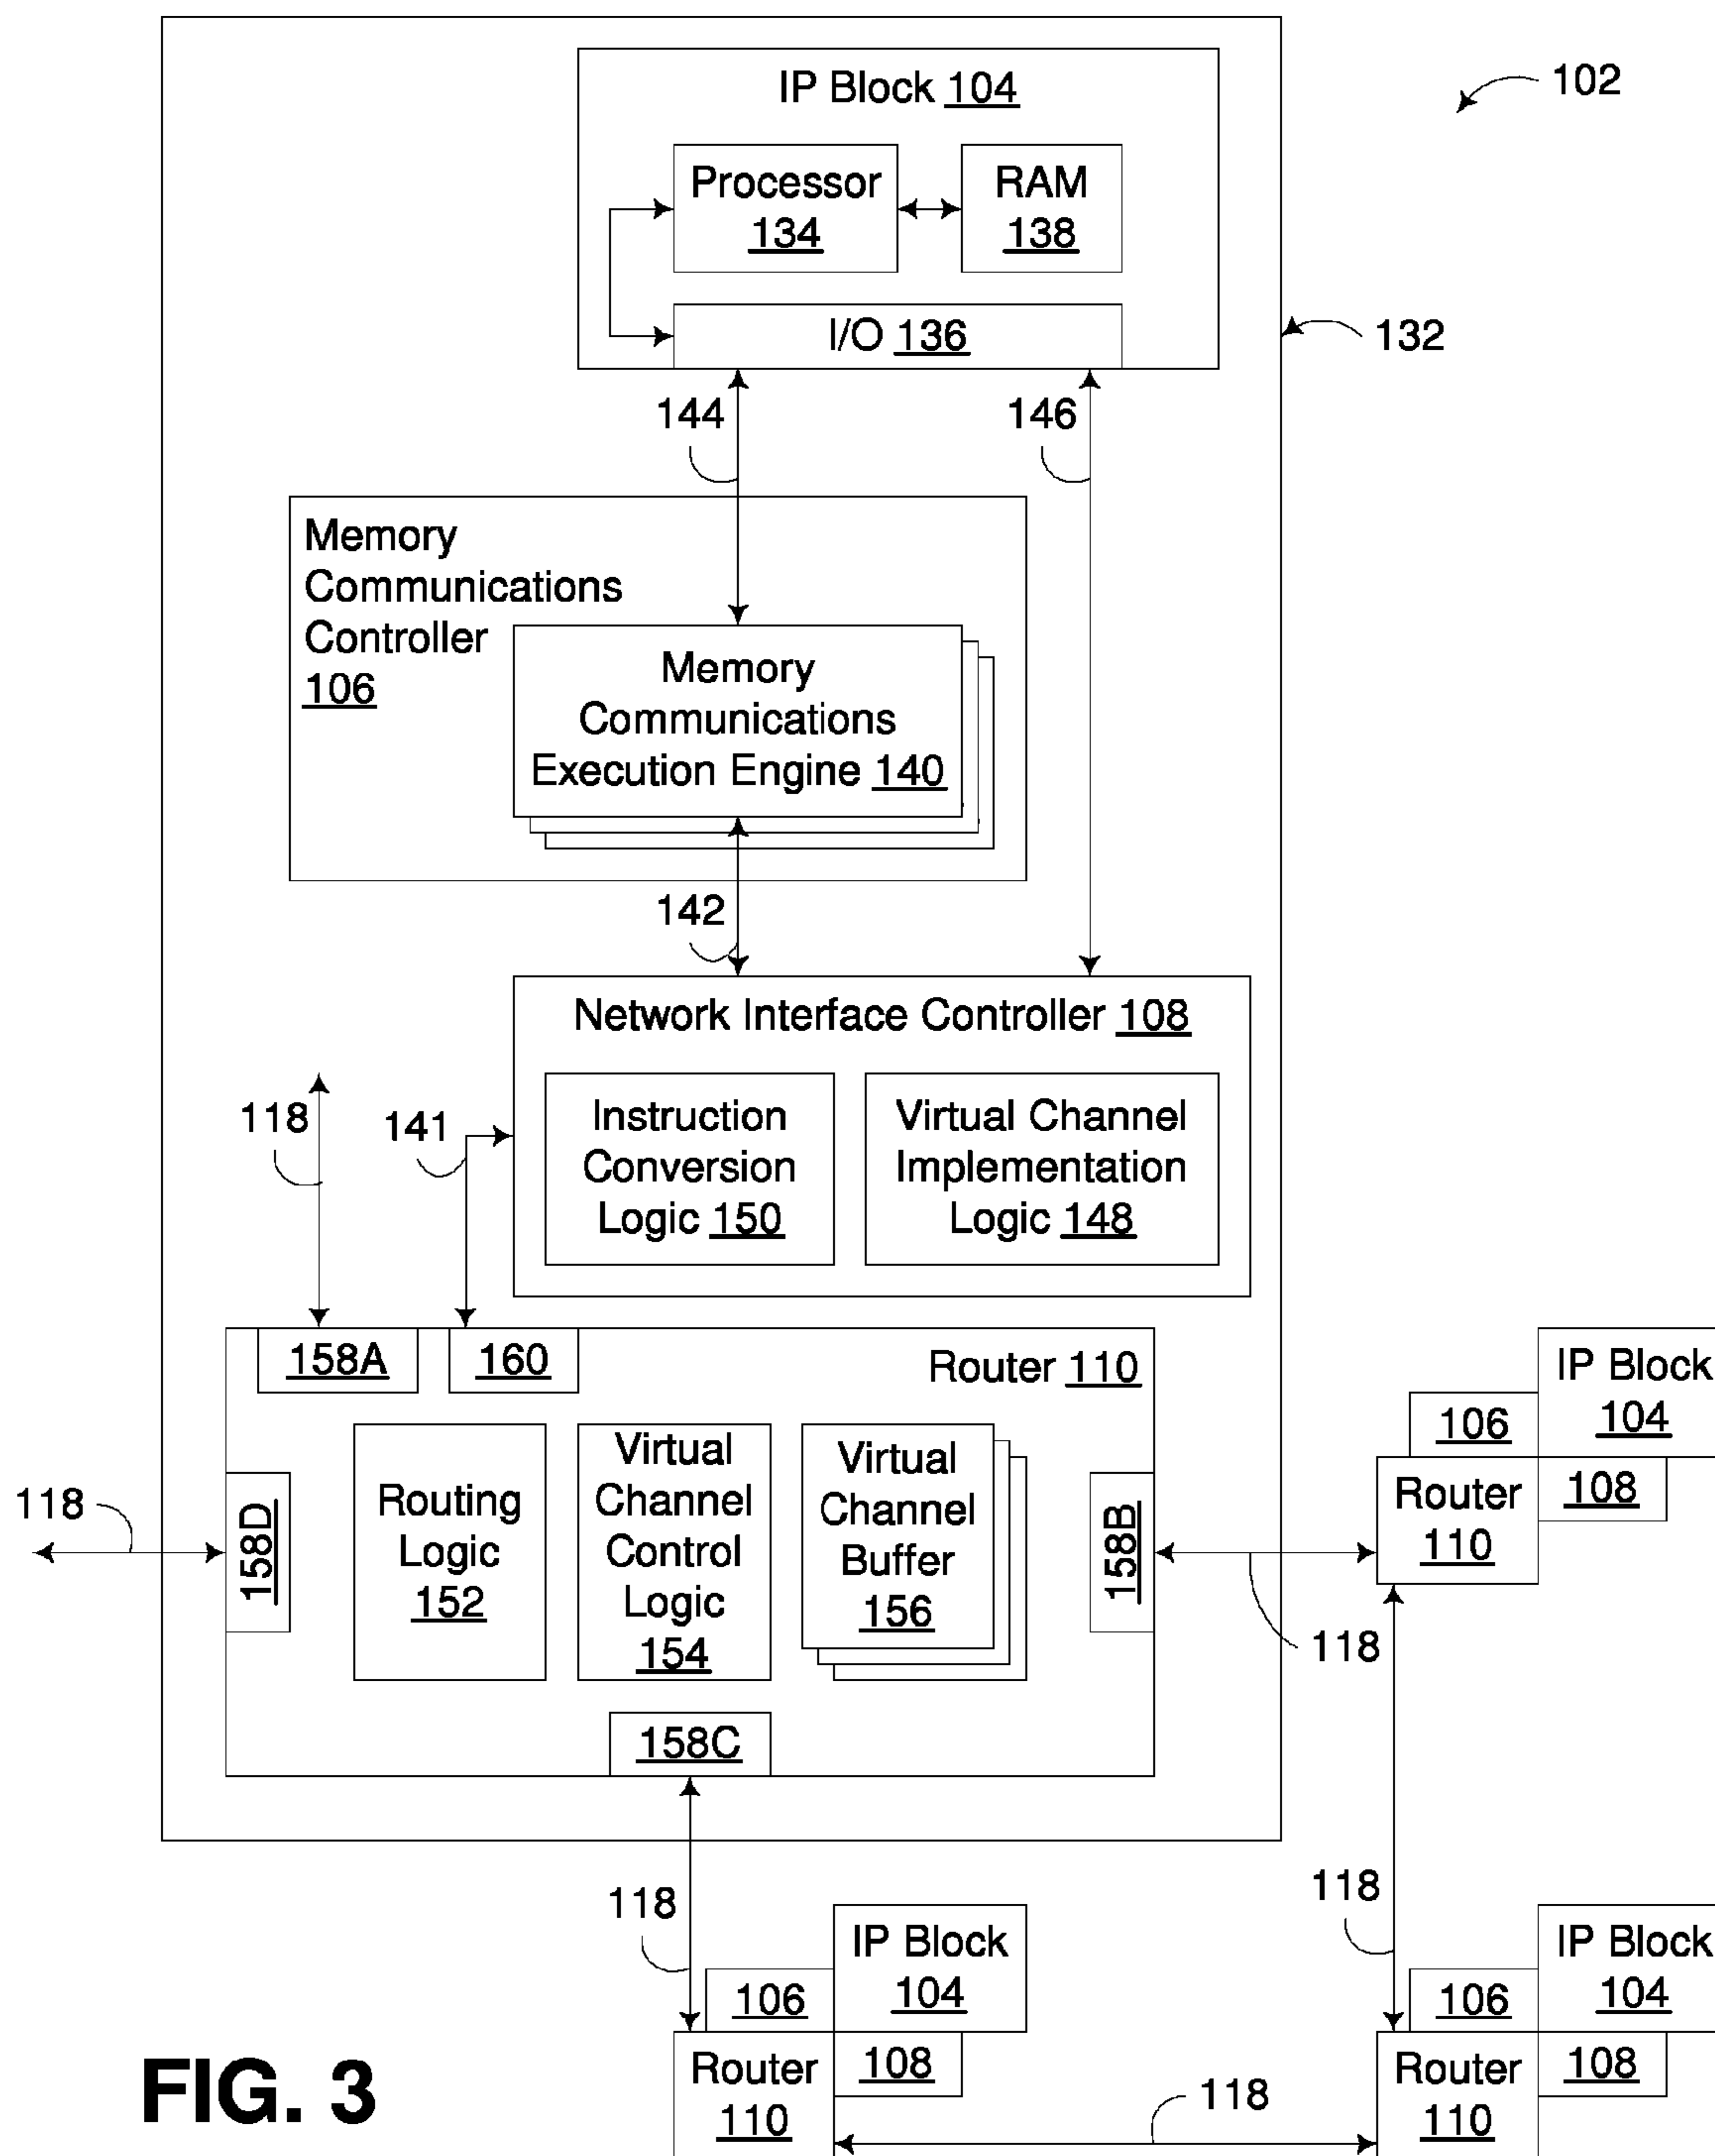 IP Block 104
102
Processor
134
RAM
138
I/O 136
132
144
146
Memory
Communications
Controller
106
Memory
Communications
Execution Engine 140
142
Network Interface Controller 108
118
141
Instruction
Conversion
Logic 150
Virtual Channel
Implementation
Logic 148
158A
160
Router 110
118
158D
Routing
Logic
152
Virtual
Channel
Control
Logic
154
Virtual
Channel
Buffer
156
158B
158C
118
IP Block
104
106
Router
110
108
118
118
IP Block
104
106
Router
110
108
118
IP Block
104
106
Router
110
108
118
FIG. 3